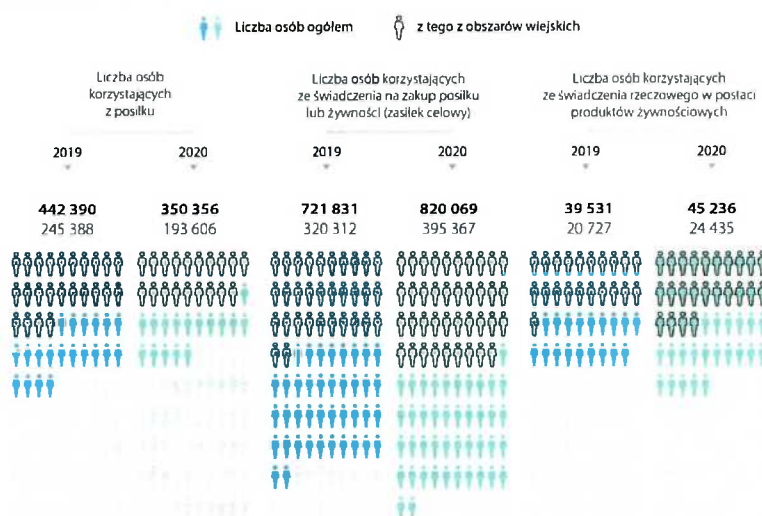 Liczba osób ogółem
z tego z obszarów wiejskich
Liczba osób
korzystających
z posiłku
Liczba osób korzystających
ze świadczenia na zakup posiłku
lub żywności (zasiłek celowy)
Liczba osób korzystających
ze świadczenia rzeczowego w postaci
produktów żywnościowych
2019
2020
2019
2020
2019
2020
442 390
350 356
721 831
820 069
39 531
45 236
245 388
193 606
320 312
395 367
20 727
24 435